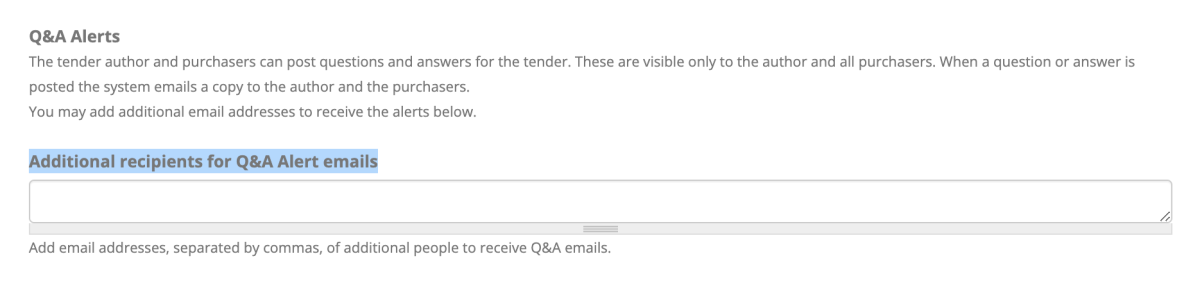 Q&A Alerts
The tender author and purchasers can post questions and answers for the tender. These are visible only to the author and all purchasers. When a question or answer is
posted the system emails a copy to the author and the purchasers.
You may add additional email addresses to receive the alerts below.
Additional recipients for Q&A Alert emails
Add email addresses, separated by commas, of additional people to receive Q&A emails.